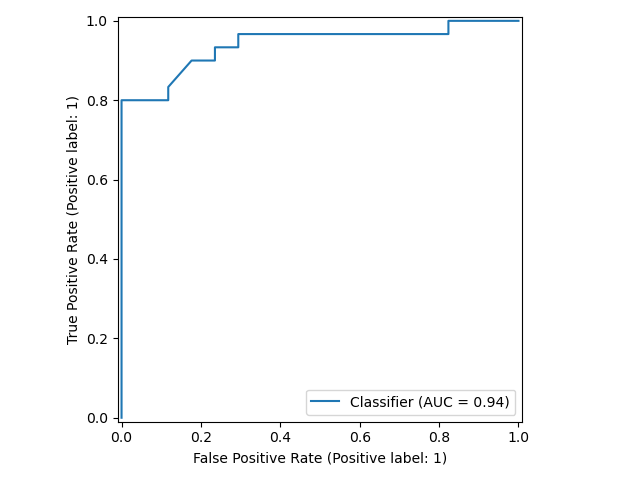 1.0
0.8
0.6
0.4
0.2
0.0
True Positive Rate (Positive label: 1)
Classifier (AUC = 0.94)
0.0 0.2 0.4 0.6 0.8 1.0
False Positive Rate (Positive label: 1)